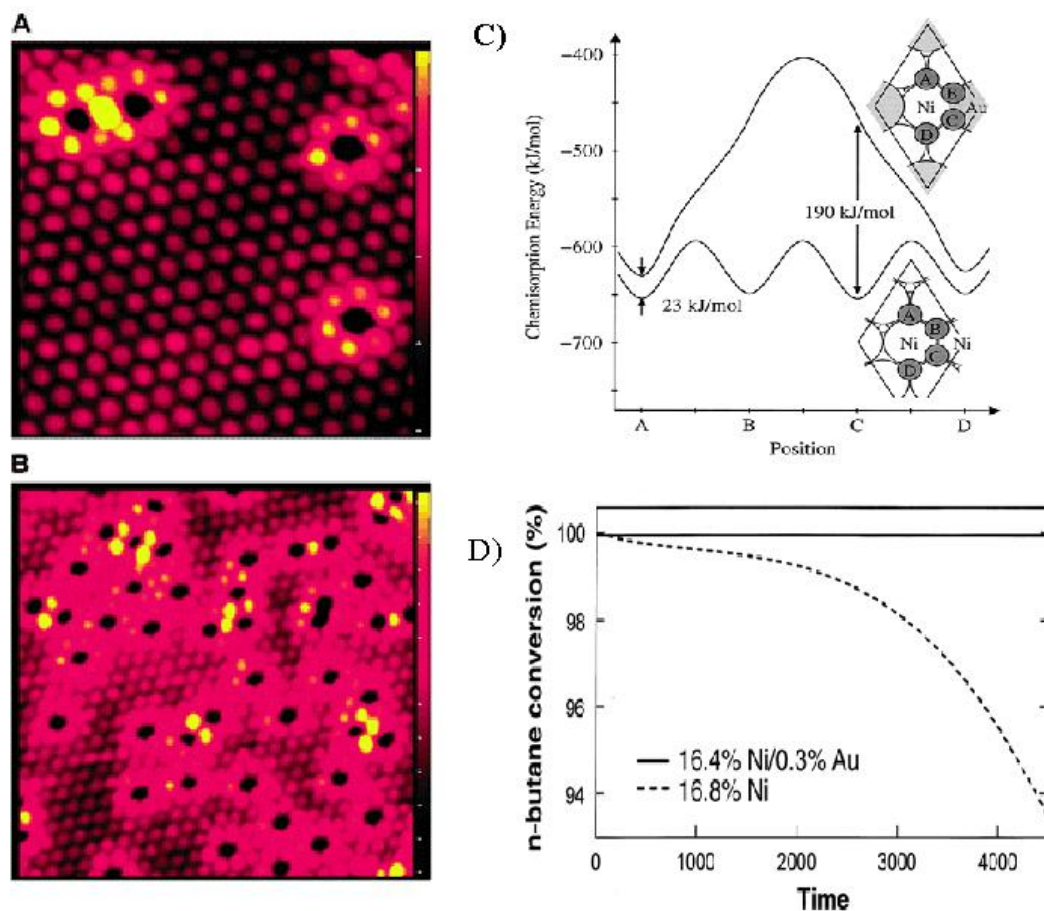 A
B
C)
Chemisorption Energy (kJ/mol)
−400
−500
−600
−700
190 kJ/mol
23 kJ/mol
A
B
Ni
Au
D
C
A
B
Ni
Ni
C
D
A
B
C
D
Position
D)
n-butane conversion (%)
100
98
96
94
16.4% Ni/0.3% Au
16.8% Ni
0
1000
2000
3000
4000
Time